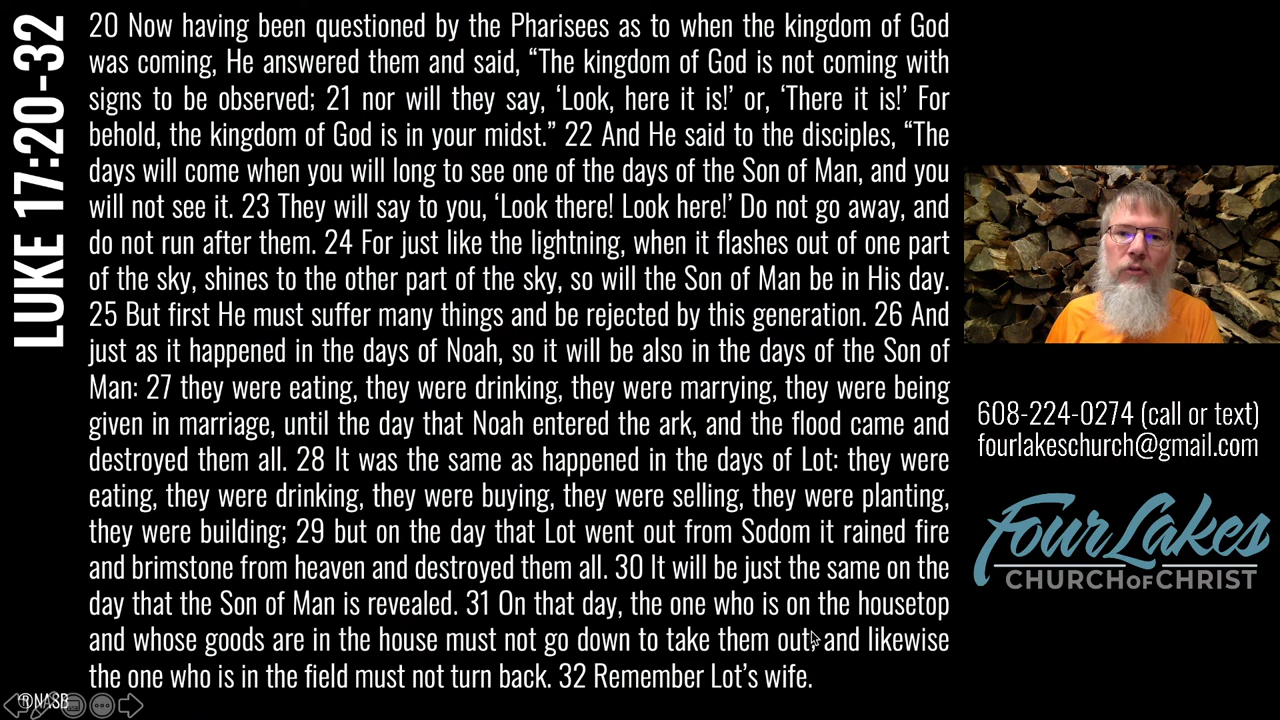 LUKE 17:20-32
20 Now having been questioned by the Pharisees as to when the kingdom of God
was coming, He answered them and said, “The kingdom of God is not coming with
signs to be observed; 21 nor will they say, ‘Look, here it is!’ or, ‘There it is!’ For
behold, the kingdom of God is in your midst.” 22 And He said to the disciples, “The
days will come when you will long to see one of the days of the Son of Man, and you
will not see it. 23 They will say to you, ‘Look there! Look here!’ Do not go away, and
do not run after them. 24 For just like the lightning, when it flashes out of one part
of the sky, shines to the other part of the sky, so will the Son of Man be in His day.
25 But first He must suffer many things and be rejected by this generation. 26 And
just as it happened in the days of Noah, so it will be also in the days of the Son of
Man: 27 they were eating, they were drinking, they were marrying, they were being
given in marriage, until the day that Noah entered the ark, and the flood came and
destroyed them all. 28 It was the same as happened in the days of Lot: they were
eating, they were drinking, they were buying, they were selling, they were planting,
they were building; 29 but on the day that Lot went out from Sodom it rained fire
and brimstone from heaven and destroyed them all. 30 It will be just the same on the
day that the Son of Man is revealed. 31 On that day, the one who is on the housetop
and whose goods are in the house must not go down to take them out, and likewise
the one who is in the field must not turn back. 32 Remember Lot’s wife.
NASB
608-224-0274 (call or text)
fourlakeschurch@gmail.com
Four Lakes
CHURCH OF CHRIST